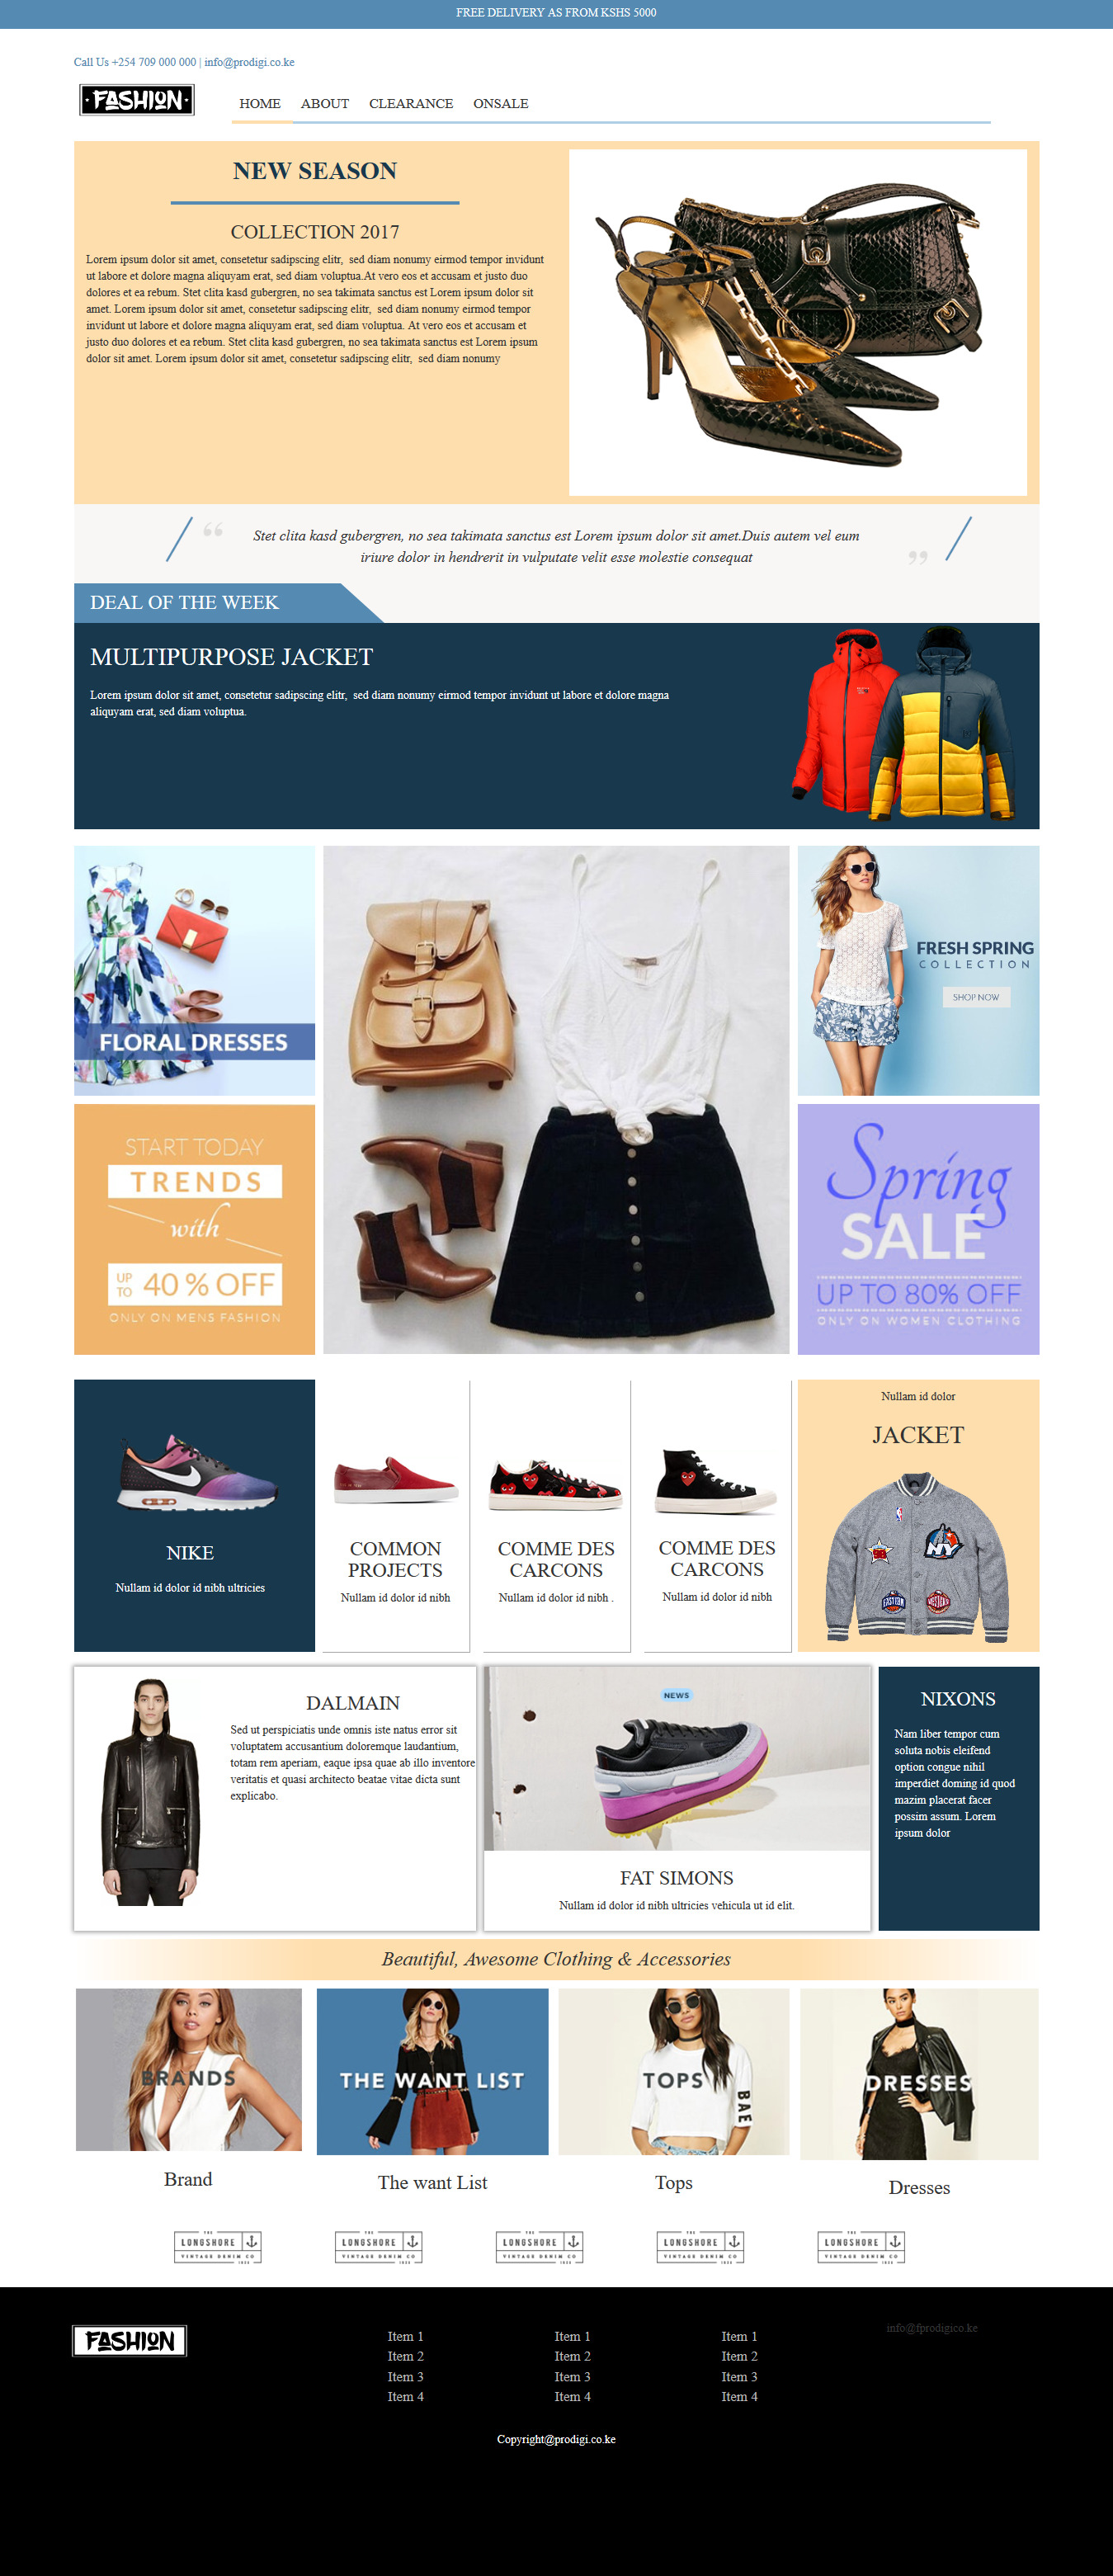 FREE DELIVERY AS FROM KSHS 5000
Call Us +254 709 000 000 | info@prodigi.co.ke
FASHION
HOME ABOUT CLEARANCE ONSALE
NEW SEASON
COLLECTION 2017
Lorem ipsum dolor sit amet, consetetur sadipscing elitr,  sed diam nonumy eirmod tempor invidunt
ut labore et dolore magna aliquyam erat, sed diam voluptua.At vero eos et accusam et justo duo
dolores et ea rebum. Stet clita kasd gubergren, no sea takimata sanctus est Lorem ipsum dolor sit
amet. Lorem ipsum dolor sit amet, consetetur sadipscing elitr,  sed diam nonumy eirmod tempor
invidunt ut labore et dolore magna aliquyam erat, sed diam voluptua. At vero eos et accusam et
justo duo dolores et ea rebum. Stet clita kasd gubergren, no sea takimata sanctus est Lorem ipsum
dolor sit amet. Lorem ipsum dolor sit amet, consetetur sadipscing elitr,  sed diam nonumy
“ Stet clita kasd gubergren, no sea takimata sanctus est Lorem ipsum dolor sit amet.Duis autem vel eum
iriure dolor in hendrerit in vulputate velit esse molestie consequat ”
DEAL OF THE WEEK
MULTIPURPOSE JACKET
Lorem ipsum dolor sit amet, consetetur sadipscing elitr,  sed diam nonumy eirmod tempor invidunt ut labore et dolore magna
aliquyam erat, sed diam voluptua.
FLORAL DRESSES
FRESH SPRING
COLLECTION
SHOP NOW
START TODAY
TRENDS
with
UP TO 40 % OFF
ONLY ON MENS FASHION
Spring
SALE
UP TO 80% OFF
ONLY ON WOMEN CLOTHING
NIKE
Nullam id dolor id nibh ultricies
COMMON
PROJECTS
Nullam id dolor id nibh
COMME DES
CARCONS
Nullam id dolor id nibh .
COMME DES
CARCONS
Nullam id dolor id nibh
Nullam id dolor
JACKET
DALMAIN
Sed ut perspiciatis unde omnis iste natus error sit
voluptatem accusantium doloremque laudantium,
totam rem aperiam, eaque ipsa quae ab illo inventore
veritatis et quasi architecto beatae vitae dicta sunt
explicabo.
NEWS
FAT SIMONS
Nullam id dolor id nibh ultricies vehicula ut id elit.
NIXONS
Nam liber tempor cum
soluta nobis eleifend
option congue nihil
imperdiet doming id quod
mazim placerat facer
possim assum. Lorem
ipsum dolor
Beautiful, Awesome Clothing & Accessories
BRANDS
THE WANT LIST
TOPS
BAE
DRESSES
Brand
The want List
Tops
Dresses
THE
LONGSHORE
VINTAGE DENIM CO
THE
LONGSHORE
VINTAGE DENIM CO
THE
LONGSHORE
VINTAGE DENIM CO
THE
LONGSHORE
VINTAGE DENIM CO
THE
LONGSHORE
VINTAGE DENIM CO
FASHION
Item 1
Item 2
Item 3
Item 4
Item 1
Item 2
Item 3
Item 4
Item 1
Item 2
Item 3
Item 4
info@fprodigico.ke
Copyright@prodigi.co.ke